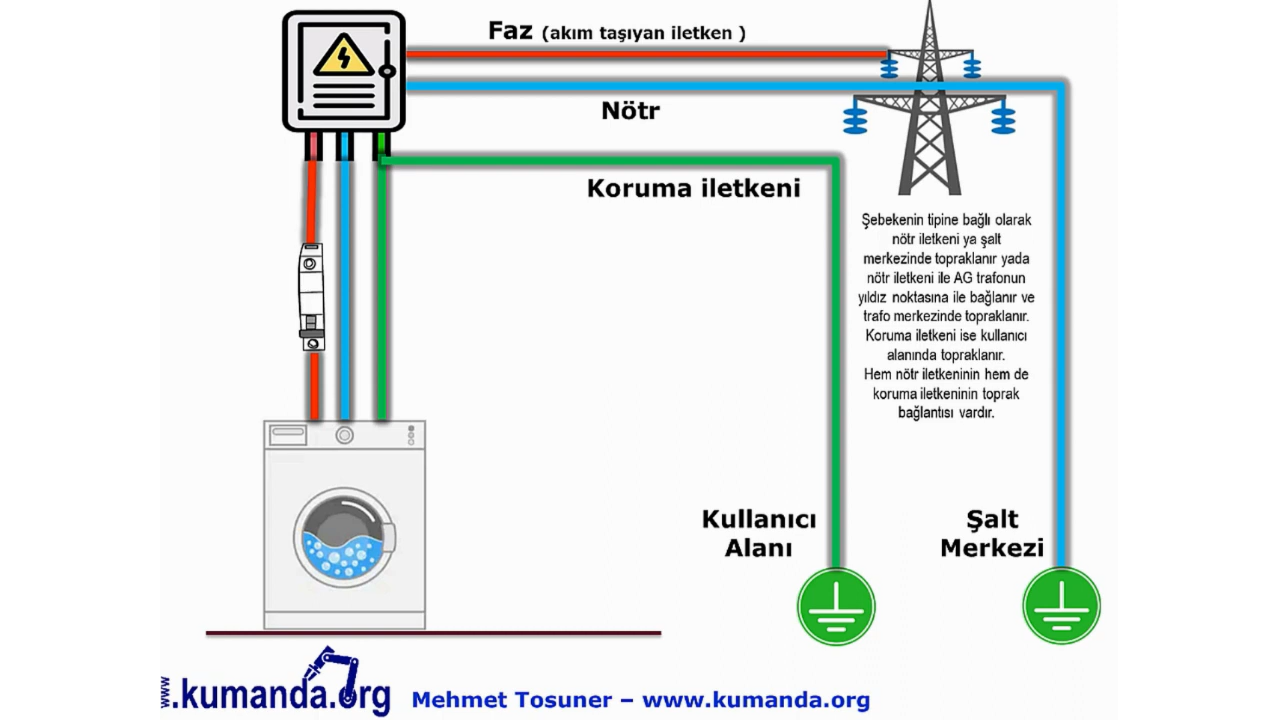 Faz (akım taşıyan iletken )
Nötr
Koruma iletkeni
Şebekenin tipine bağlı olarak
nötr iletkeni ya şalt
merkezinde topraklanır yada
nötr iletkeni ile AG trafonun
yıldız noktasına ile bağlanır ve
trafo merkezinde topraklanır.
Koruma iletkeni ise kullanıcı
alanında topraklanır.
Hem nötr iletkeninin hem de
koruma iletkeninin toprak
bağlantısı vardır.
Kullanıcı
Alanı
Şalt
Merkezi
www.kumanda.org
Mehmet Tosuner – www.kumanda.org